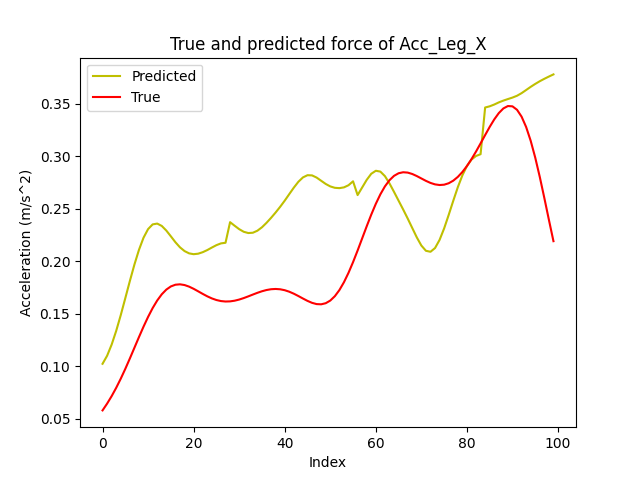 True and predicted force of Acc_Leg_X
Predicted
True
Acceleration (m/s^2)
0.35
0.30
0.25
0.20
0.15
0.10
0.05
0 20 40 60 80 100
Index